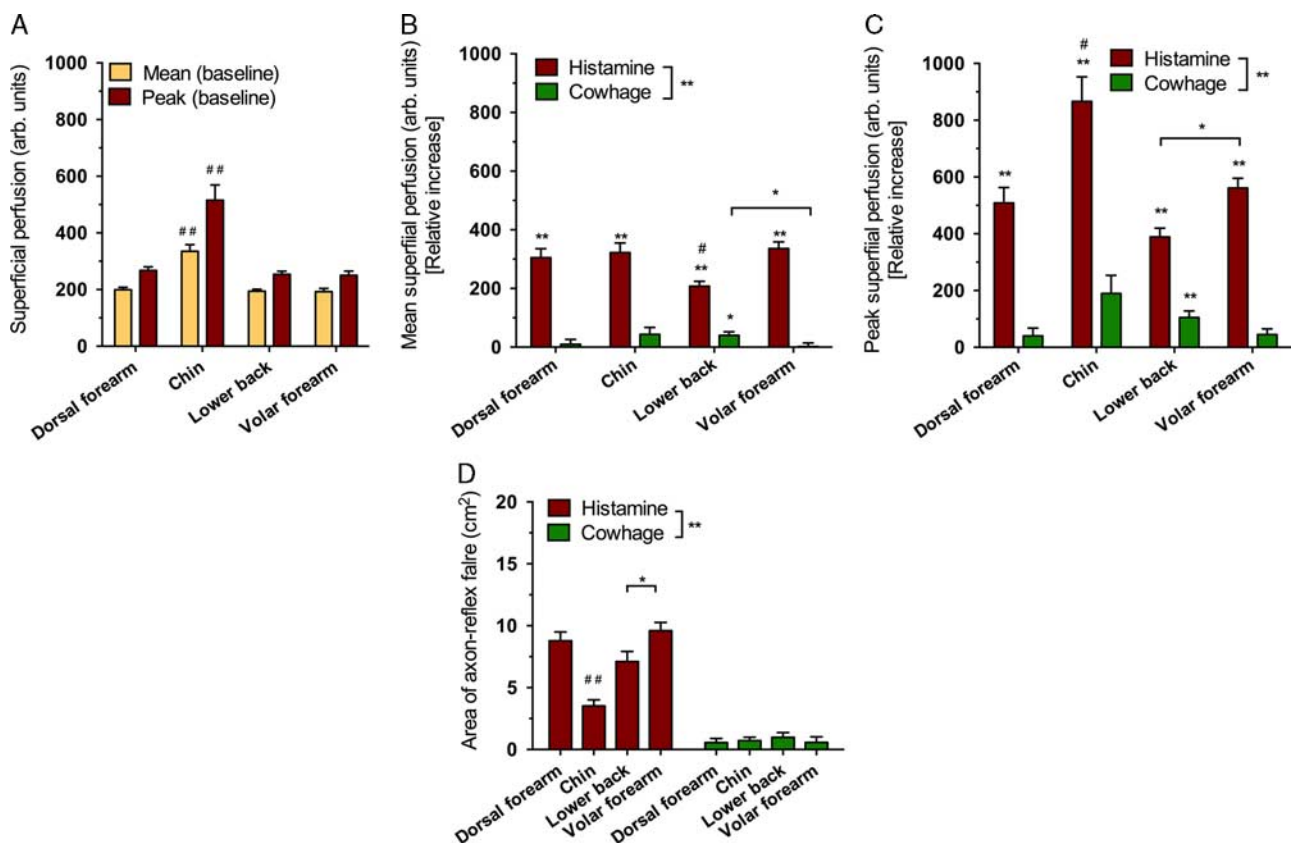 A
Superficial perfusion (arb. units)
1000
800
600
400
200
0
Mean (baseline)
Peak (baseline)
##
##
Dorsal forearm
Chin
Lower back
Volar forearm
B
Mean superfiial perfusion (arb. units)
[Relative increase]
1000
800
600
400
200
0
Histamine
Cowhage
**
**
**
#
**
*
*
**
Dorsal forearm
Chin
Lower back
Volar forearm
C
Peak superfiial perfusion (arb. units)
[Relative increase]
1000
800
600
400
200
0
Histamine
Cowhage
**
**
#
**
*
**
**
**
Dorsal forearm
Chin
Lower back
Volar forearm
D
Area of axon-reflex falre (cm²)
20
15
10
5
0
Histamine
Cowhage
**
##
*
Dorsal forearm
Chin
Lower back
Volar forearm
Dorsal forearm
Chin
Lower back
Volar forearm